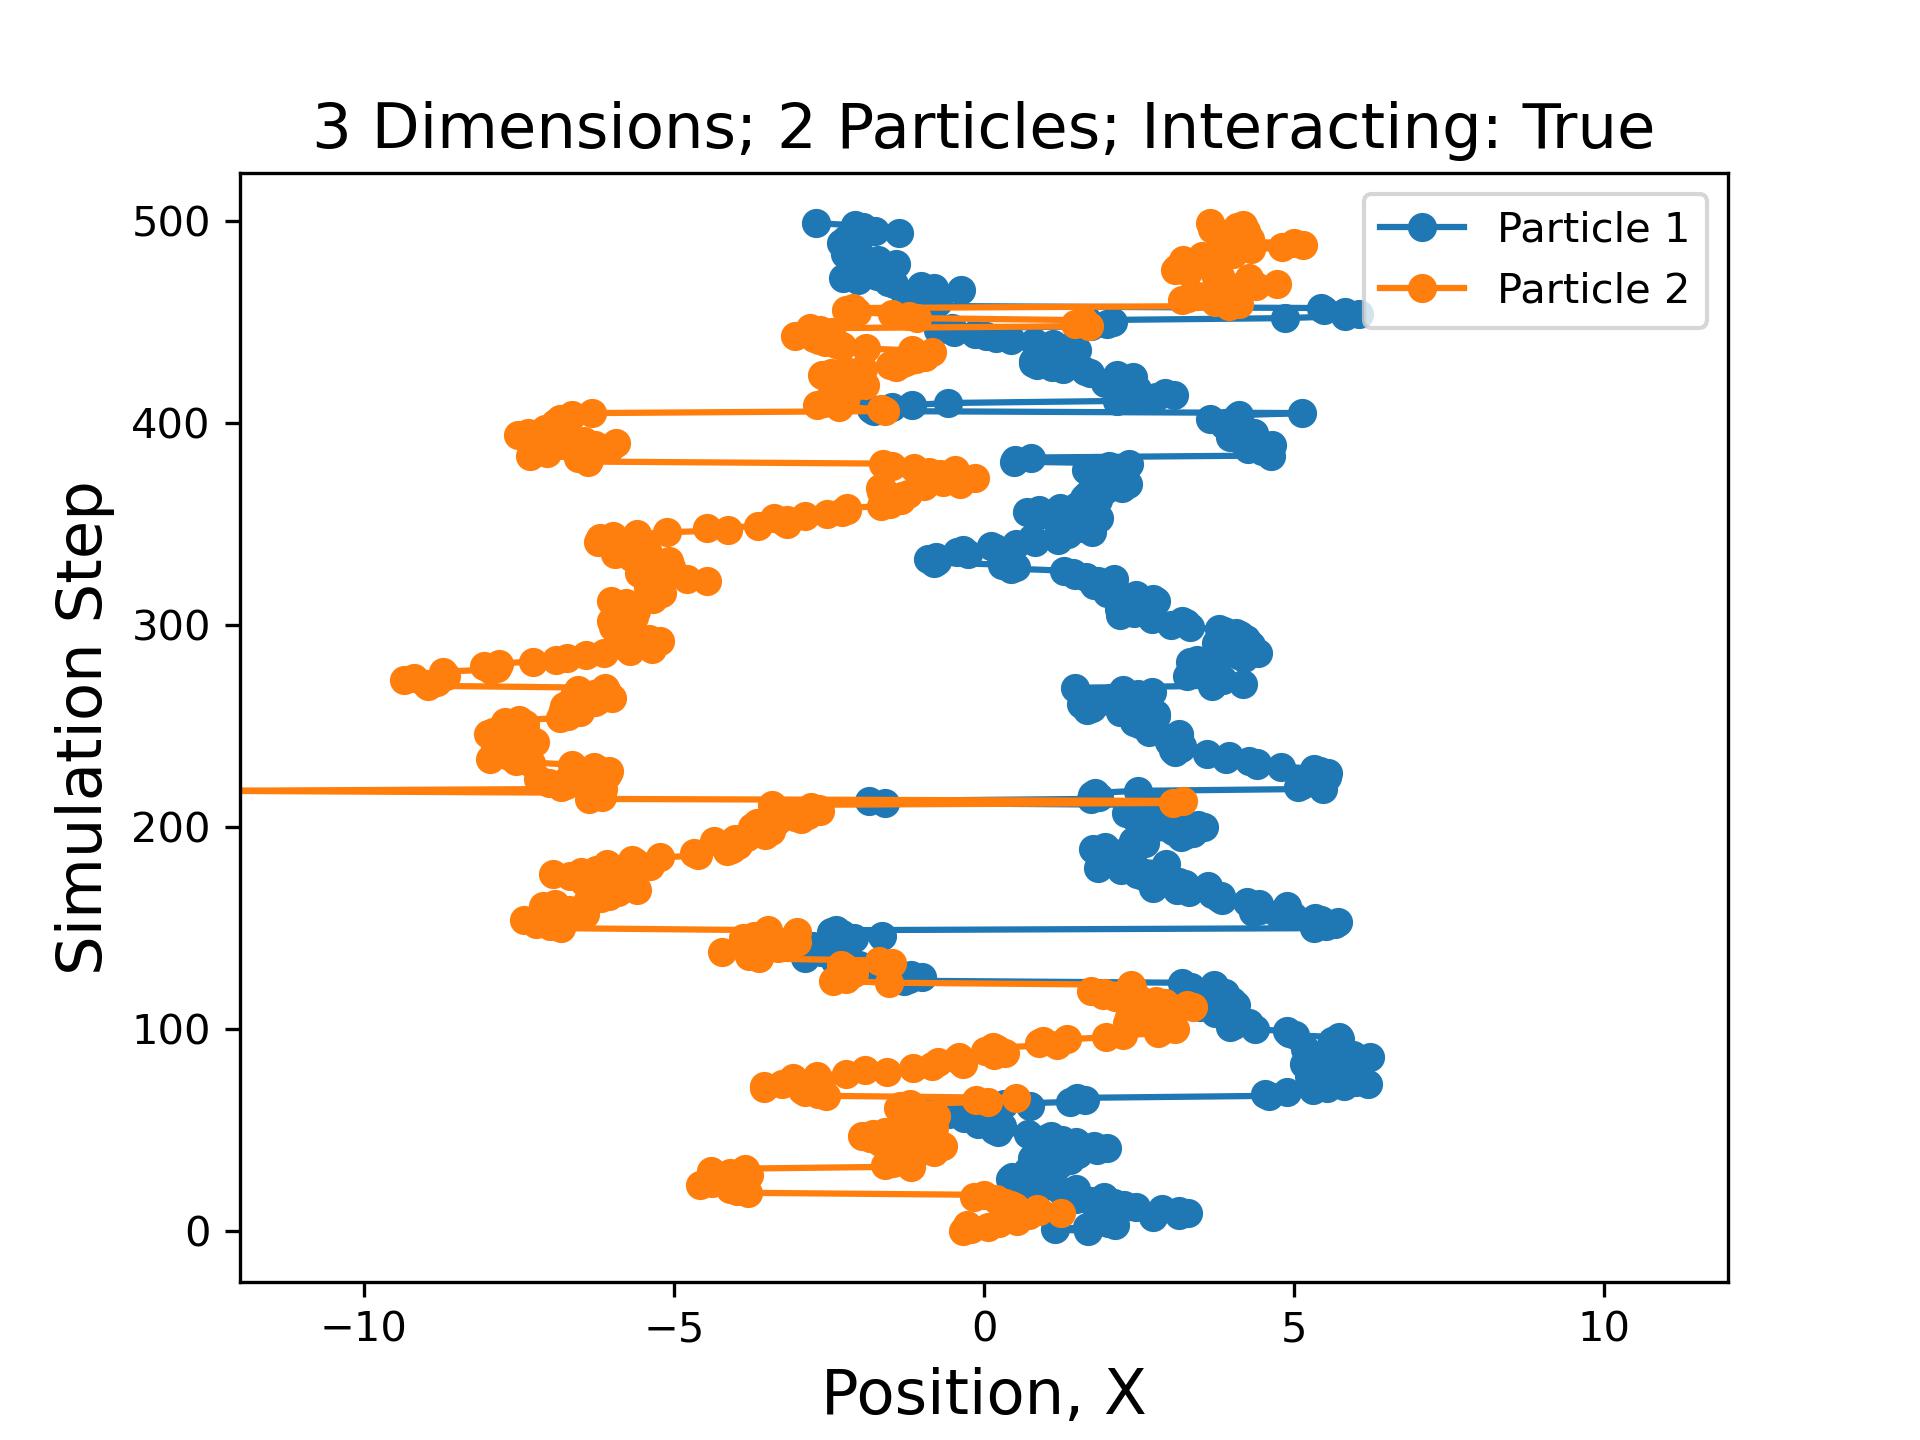 3 Dimensions; 2 Particles; Interacting: True
Particle 1
Particle 2
500
400
300
200
100
0
Simulation Step
−10
−5
0
5
10
Position, X